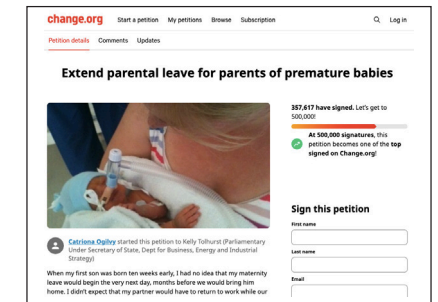 change.org
Start a petition My petitions Browse Subscription
Log in
Petition details Comments Updates
Extend parental leave for parents of premature babies
357,617 have signed. Let's get to
500,000!
At 500,000 signatures, this
petition becomes one of the top
signed on Change.org!
Sign this petition
First name
Last name
Email
Catriona Ogilvy started this petition to Kelly Tolhurst (Parliamentary
Under Secretary of State, Dept for Business, Energy and Industrial
Strategy)
When my first son was born ten weeks early, I had no idea that my maternity
leave would begin the very next day, months before we would bring him
home. I didn't expect that my partner would have to return to work while our